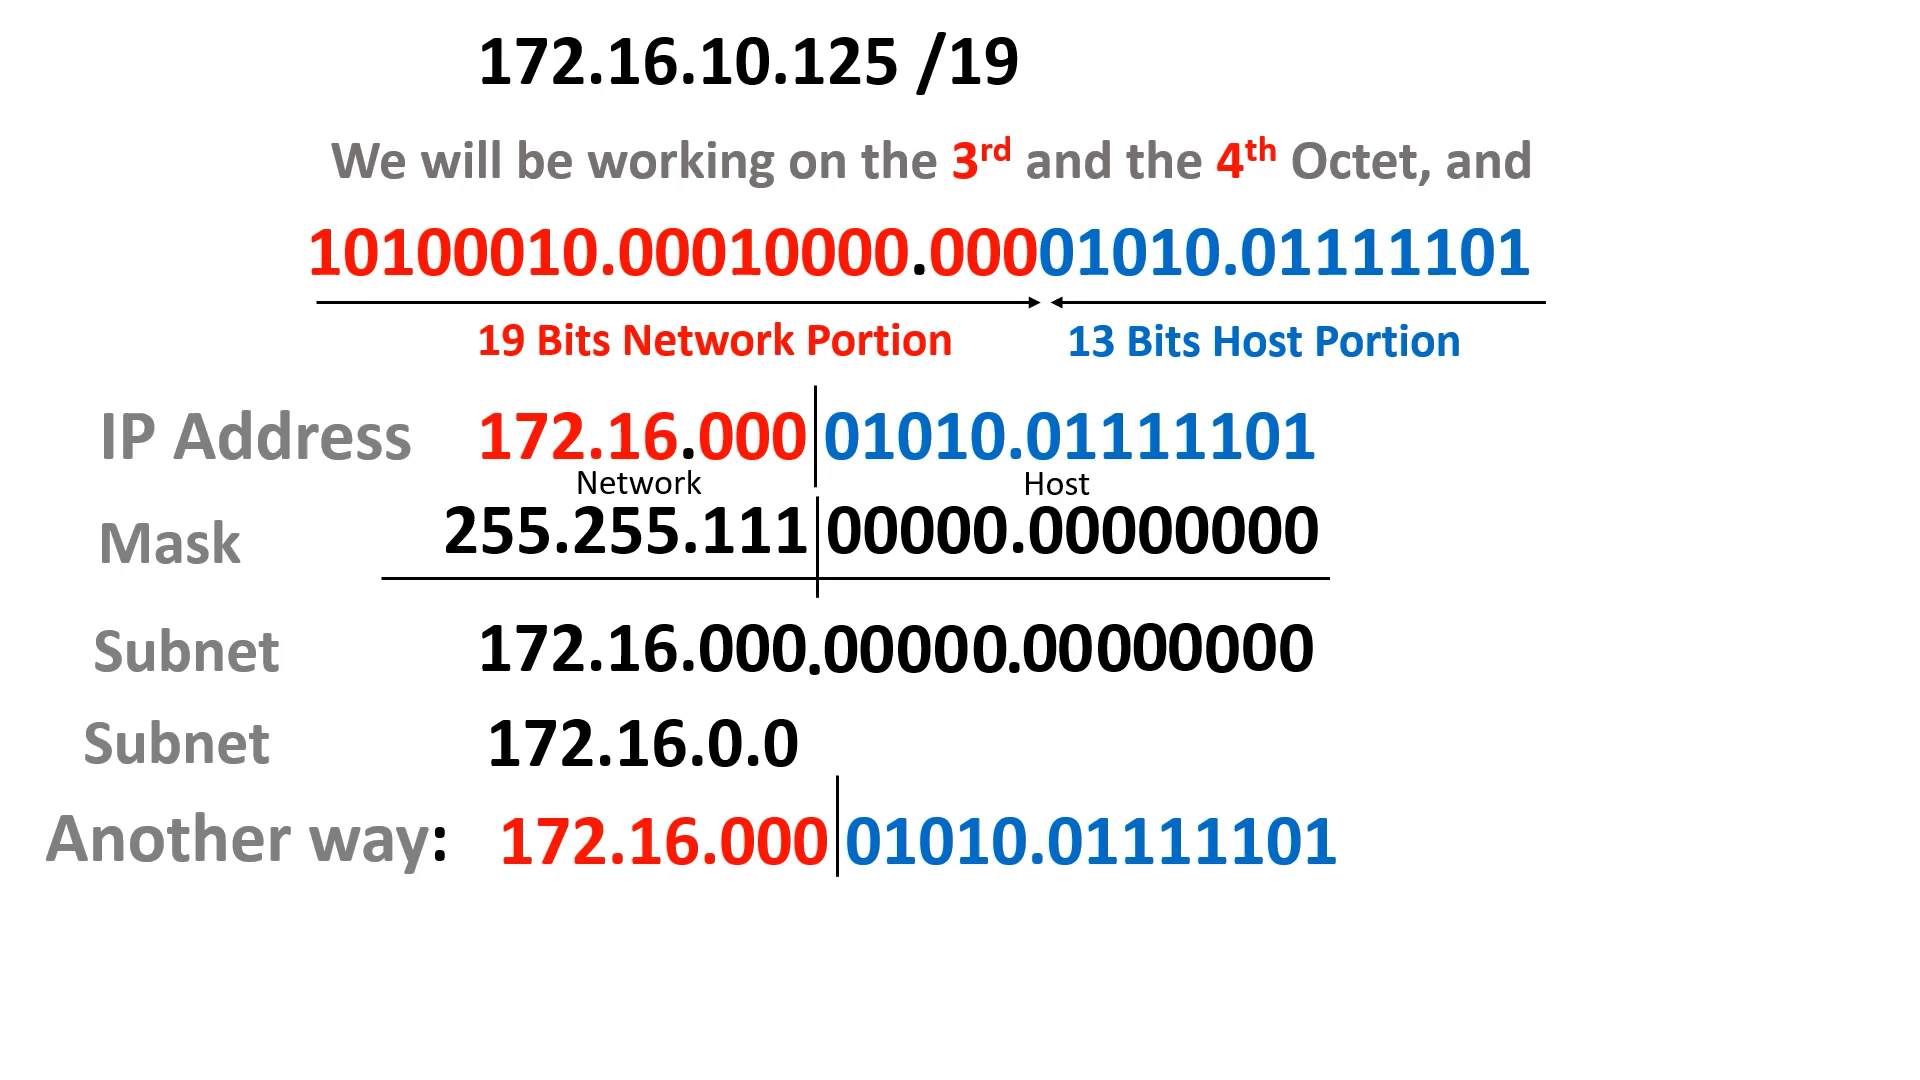 172.16.10.125 /19
We will be working on the 3rd and the 4th Octet, and
10100010.00010000.00001010.01111101
19 Bits Network Portion 13 Bits Host Portion
IP Address 172.16.000 01010.01111101
Network Host
Mask 255.255.111 00000.00000000
Subnet 172.16.000.00000.00000000
Subnet 172.16.0.0
Another way: 172.16.000 01010.01111101